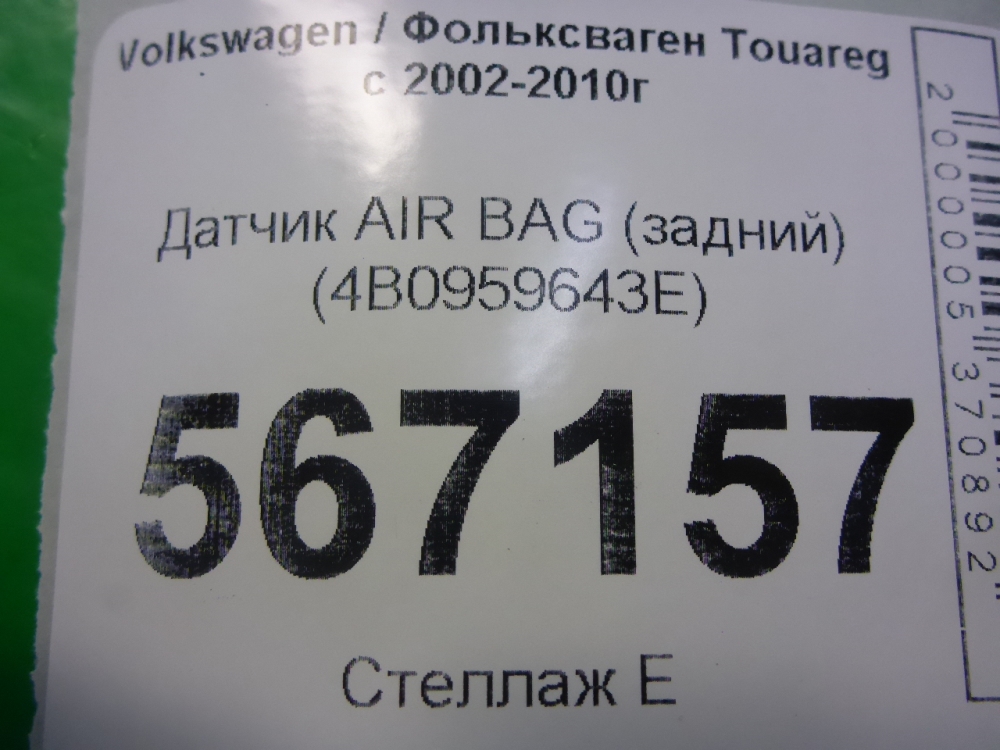 Volkswagen / Фольксваген Touareg
с 2002-2010г
Датчик AIR BAG (задний)
(4B0959643E)
567157
Стеллаж Е
2000005370892